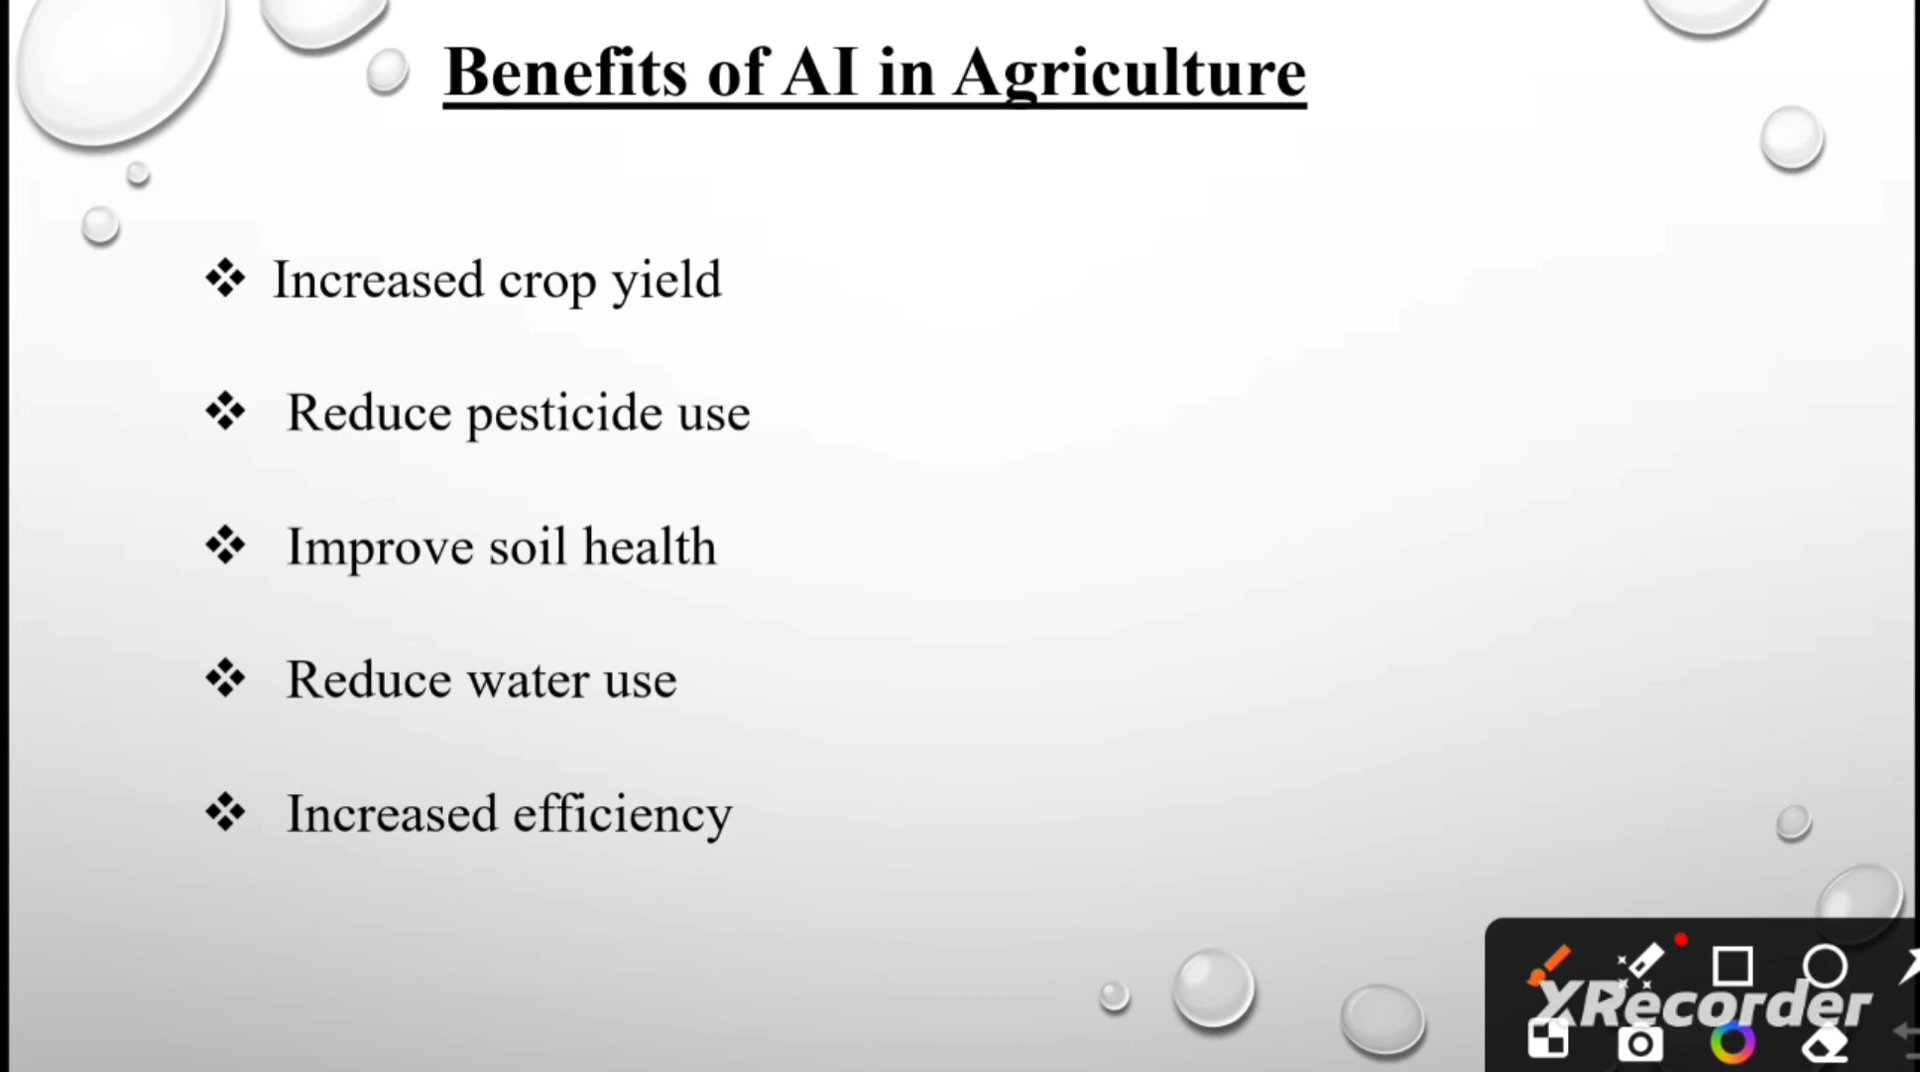 Benefits of AI in Agriculture
❖ Increased crop yield
❖ Reduce pesticide use
❖ Improve soil health
❖ Reduce water use
❖ Increased efficiency
XRecorder